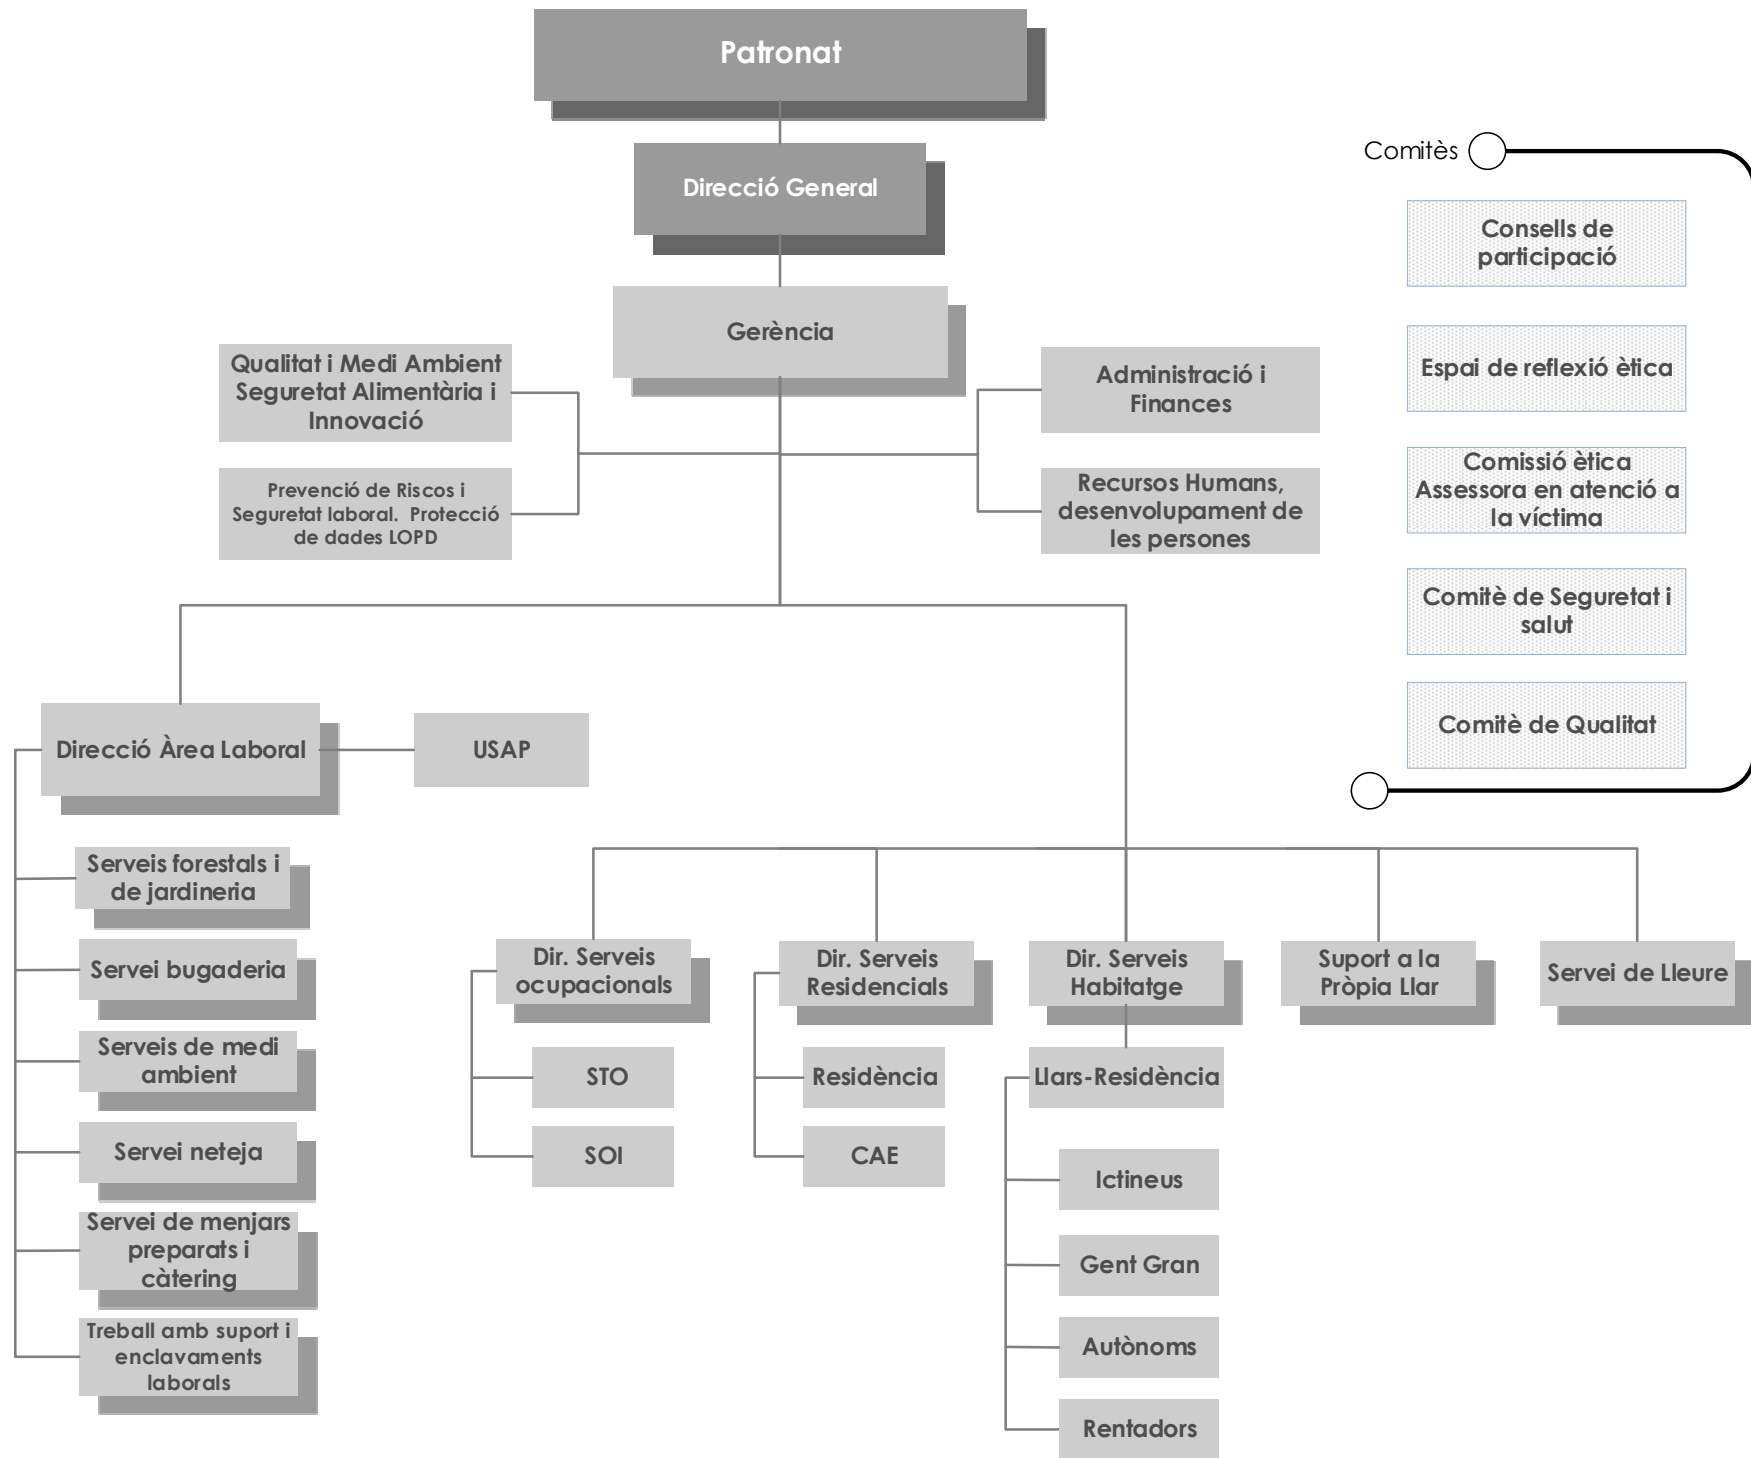 Patronat
Direcció General
Gerència
Qualitat i Medi Ambient
Seguretat Alimentària i
Innovació
Prevenció de Riscos i
Seguretat laboral.  Protecció
de dades LOPD
Administració i
Finances
Recursos Humans,
desenvolupament de
les persones
Comitès
Consells de
participació
Espai de reflexió ètica
Comissió ètica
Assessora en atenció a
la víctima
Comitè de Seguretat i
salut
Comitè de Qualitat
Direcció Àrea Laboral
USAP
Serveis forestals i
de jardineria
Servei bugaderia
Serveis de medi
ambient
Servei neteja
Servei de menjars
preparats i
càtering
Treball amb suport i
enclavaments
laborals
Dir. Serveis
ocupacionals
STO
SOI
Dir. Serveis
Residencials
Residència
CAE
Dir. Serveis
Habitatge
Llars-Residència
Ictineus
Gent Gran
Autònoms
Rentadors
Suport a la
Pròpia Llar
Servei de Lleure